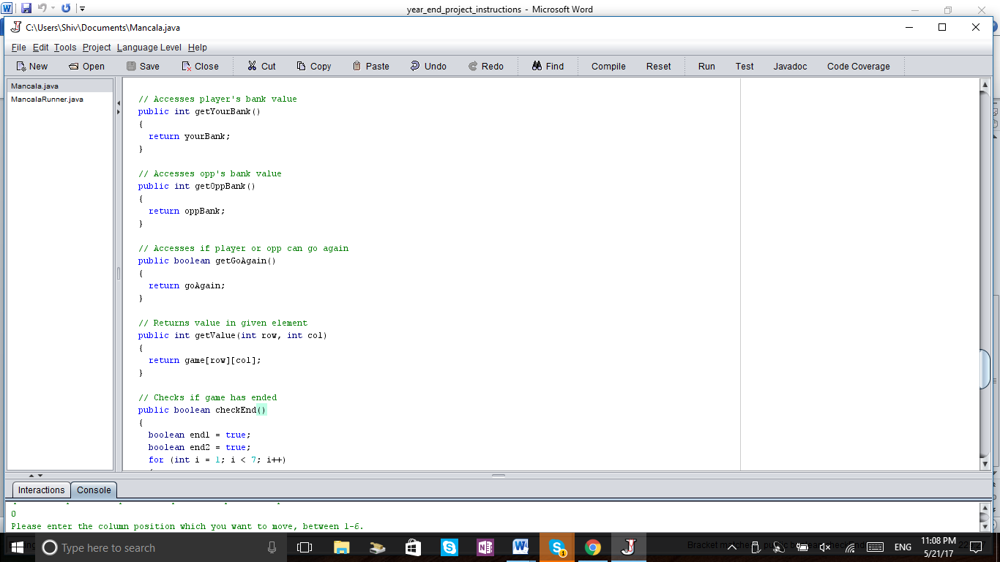 year_end_project_instructions - Microsoft Word
C:\Users\Shiv\Documents\Mancala.java
File Edit Tools Project Language Level Help
New Open Save Close Cut Copy Paste Undo Redo Find Compile Reset Run Test Javadoc Code Coverage
Mancala.java
MancalaRunner.java
// Accesses player's bank value
public int getYourBank()
{
return yourBank;
}
// Accesses opp's bank value
public int getOppBank()
{
return oppBank;
}
// Accesses if player or opp can go again
public boolean getGoAgain()
{
return goAgain;
}
// Returns value in given element
public int getValue(int row, int col)
{
return game[row][col];
}
// Checks if game has ended
public boolean checkEnd()
{
boolean end1 = true;
boolean end2 = true;
for (int i = 1; i < 7; i++)
Interactions Console
0
Please enter the column position which you want to move, between 1-6.
Type here to search
ENG
11:08 PM
5/21/17